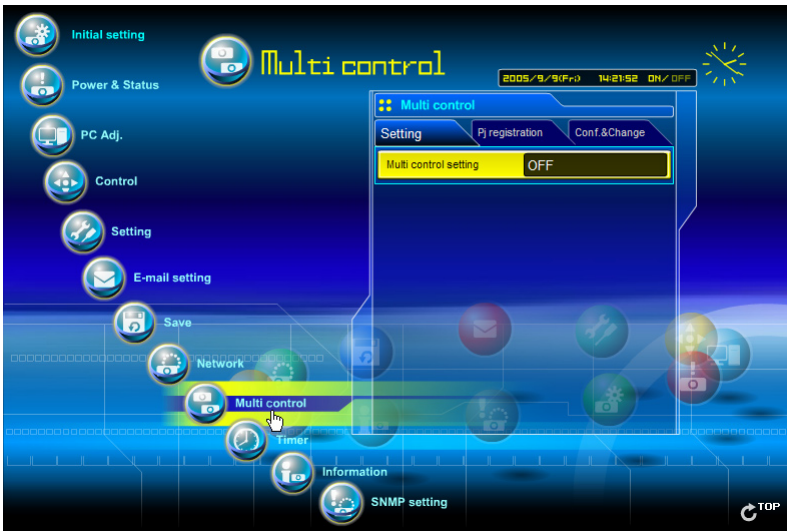 Initial setting
Power & Status
PC Adj.
Control
Setting
E-mail setting
Save
Network
Multi control
Timer
Information
SNMP setting
Multi control
2005/9/9(Fri) 14:21:52 ON/OFF
Multi control
Setting Pj registration Conf.&Change
Multi control setting OFF
TOP